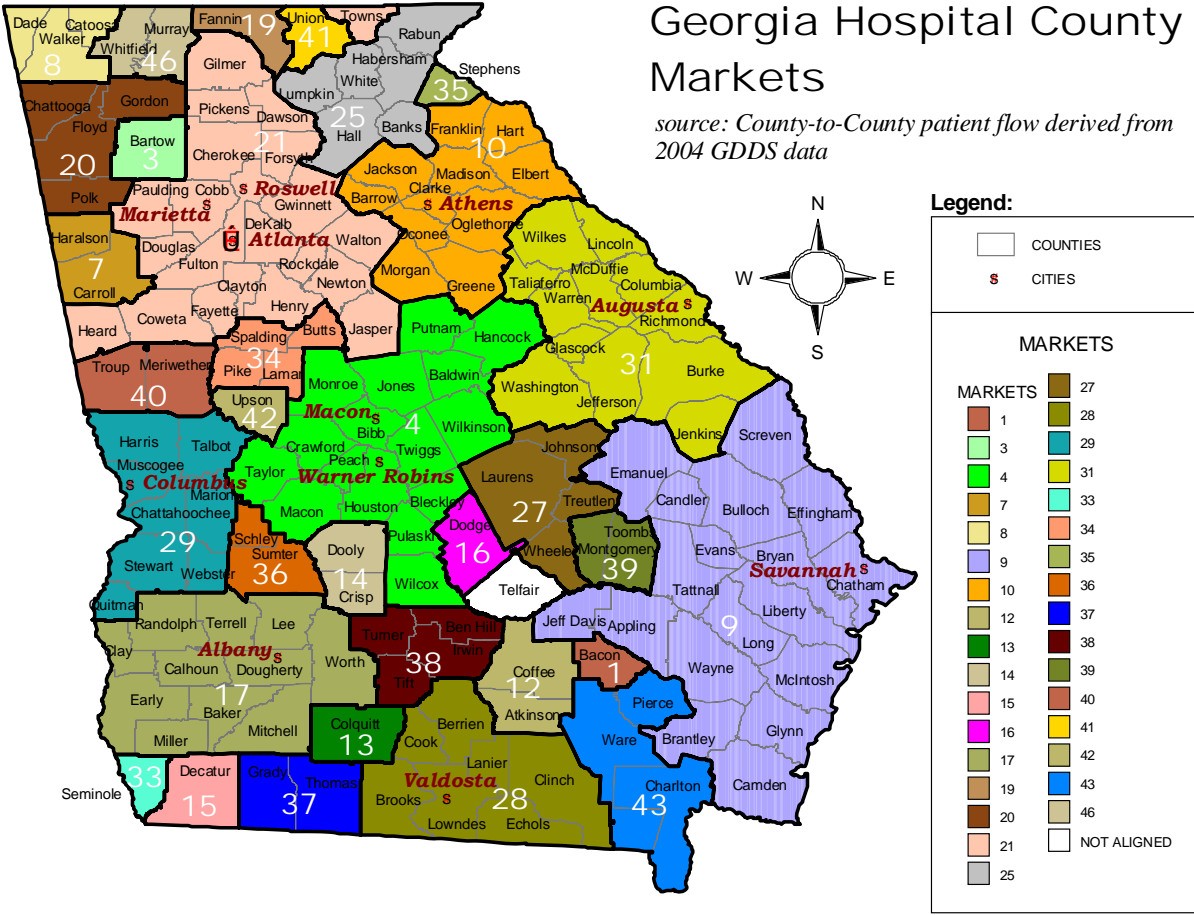 Georgia Hospital County
Markets
source: County-to-County patient flow derived from
2004 GDDS data
N
W
E
S
Legend:
COUNTIES
S CITIES
MARKETS
MARKETS
1
3
4
7
8
9
10
12
13
14
15
16
17
19
20
21
25
27
28
29
31
33
34
35
36
37
38
39
40
41
42
43
46
NOT ALIGNED
Dade
Catoosa
Walker
8
Murray
Whitfield
46
Fannin
19
Union
41
Towns
Rabun
Gilmer
Habersham
White
Lumpkin
25
Hall
Banks
Stephens
35
Chattooga
Gordon
Floyd
20
Polk
Bartow
3
Pickens
Dawson
21
Cherokee
Forsyth
Franklin
Hart
10
Jackson
Madison
Elbert
Clarke
Barrow
S Athens
Oglethorpe
Oconee
Morgan
Greene
Paulding
Cobb
S Roswell
Marietta
S
Gwinnett
DeKalb
Atlanta
Walton
Douglas
Fulton
Rockdale
Clayton
Newton
Fayette
Henry
Coweta
Heard
Jasper
Haralson
7
Carroll
Wilkes
Lincoln
McDuffie
Taliaferro
Columbia
Warren
Augusta S
Richmond
Glascock
31
Burke
Washington
Jefferson
Jenkins
Spalding
Butts
34
Pike
Lamar
Troup
Meriwether
40
Upson
42
Putnam
Hancock
Monroe
Jones
Baldwin
Macon S
4
Bibb
Wilkinson
Crawford
Twiggs
Peach S
Taylor
Warner Robins
Macon
Houston
Bleckley
Pulaski
Wilcox
Harris
Talbot
Muscogee
S Columbus
Marion
Chattahoochee
29
Stewart
Webster
Quitman
Schley
Sumter
36
Dooly
14
Crisp
Johnson
Laurens
27
Treutlen
Wheeler
Dodge
16
Telfair
Toombs
Montgomery
39
Screven
Emanuel
Candler
Bulloch
Effingham
Evans
Bryan
Savannah S
Chatham
Tattnall
Liberty
9
Long
Jeff Davis
Appling
Wayne
McIntosh
Glynn
Brantley
Camden
Randolph
Terrell
Lee
Clay
Albany S
Calhoun
Dougherty
Worth
17
Early
Baker
Mitchell
Miller
Turner
Ben Hill
Irwin
38
Tift
Coffee
12
Atkinson
Bacon
1
Pierce
Ware
Charlton
43
Colquitt
13
Berrien
Cook
Lanier
Valdosta
S
Clinch
Brooks
28
Lowndes
Echols
33
Seminole
Decatur
15
Grady
Thomas
37